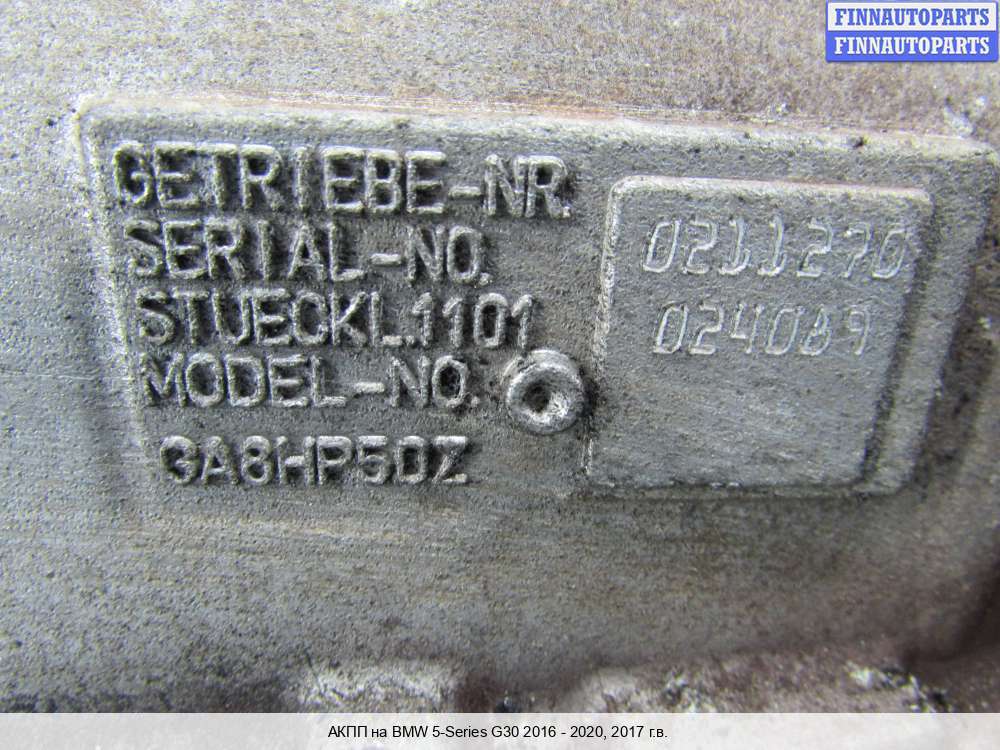 FINNAUTOPARTS
FINNAUTOPARTS
GETRIEBE-NR.
SERIAL-NO.
STUECKL.1101
MODEL-NO.
GA8HP50Z
0211270
024089
АКПП на BMW 5-Series G30 2016 - 2020, 2017 г.в.